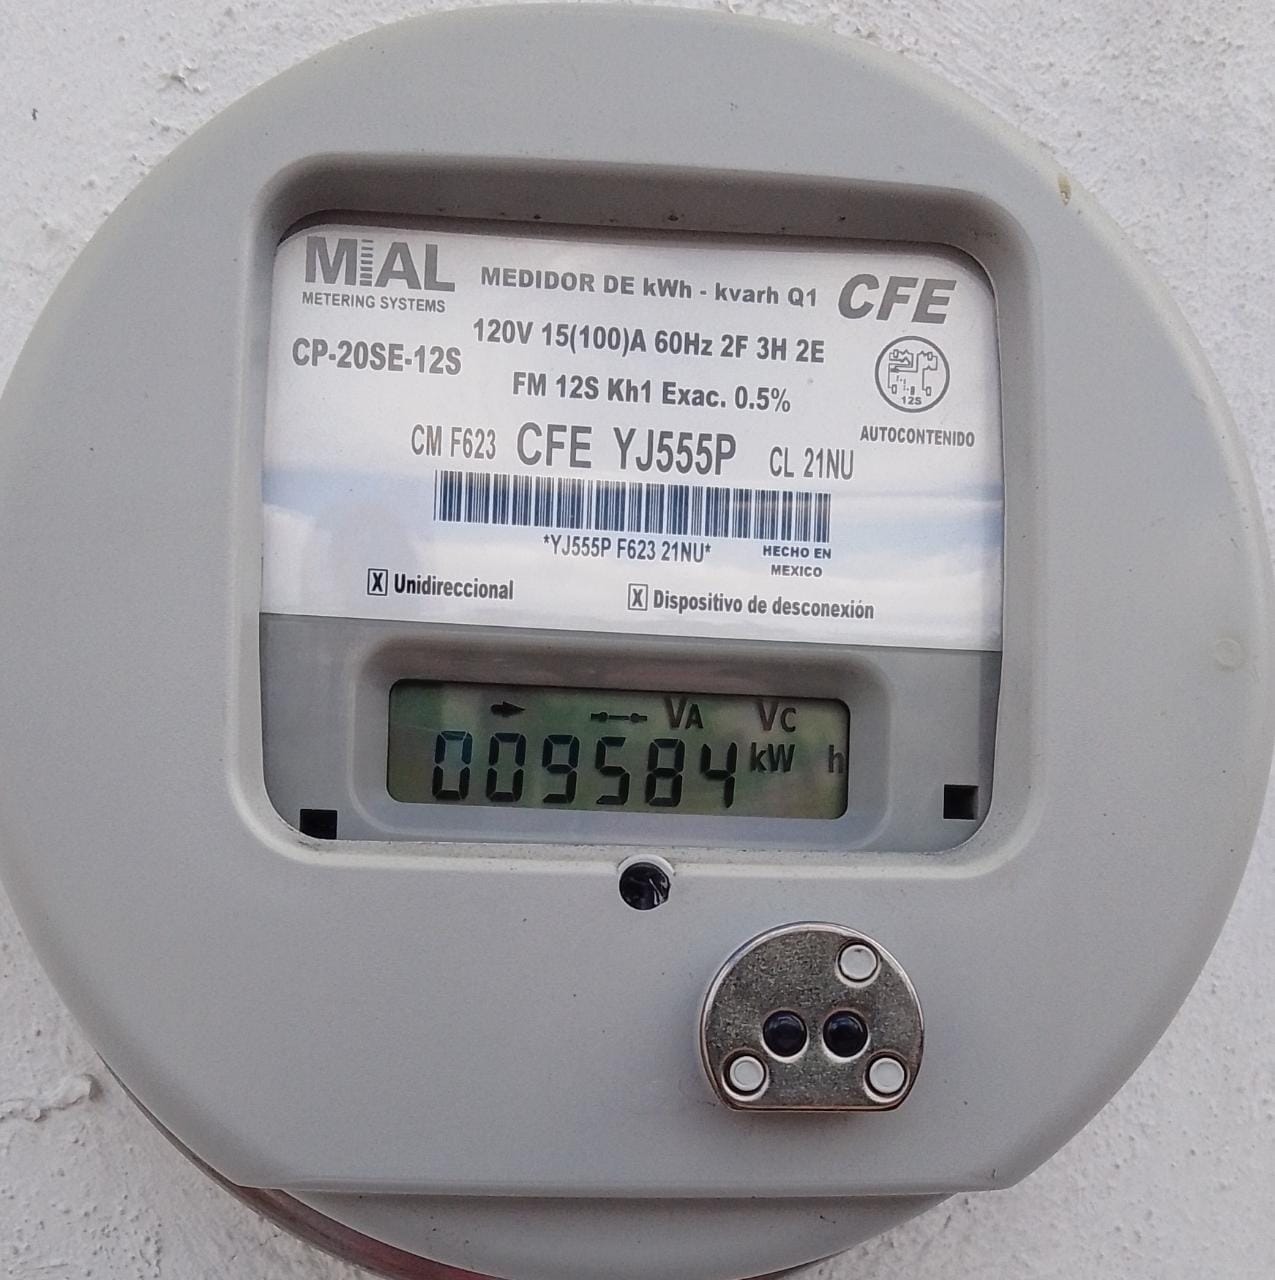 MIAL
METERING SYSTEMS
MEDIDOR DE kWh - kvarh Q1
CFE
CP-20SE-12S
120V 15(100)A 60Hz 2F 3H 2E
FM 12S Kh1 Exac. 0.5%
12S
AUTOCONTENIDO
CM F623 CFE YJ555P CL 21NU
*YJ555P F623 21NU*
HECHO EN
MEXICO
X Unidireccional
X Dispositivo de desconexión
VA VC
009584 kW h